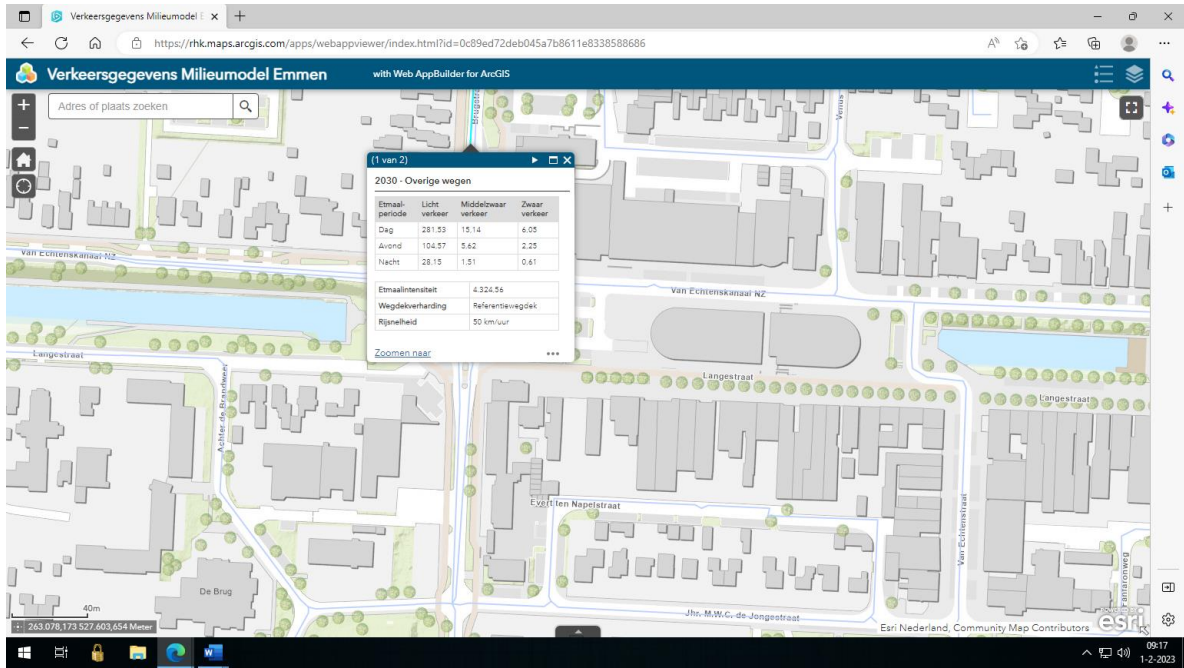 Verkeersgegevens Milieumodel E
https://rhk.maps.arcgis.com/apps/webappviewer/index.html?id=0c89ed72deb045a7b8611e8338588686
Verkeersgegevens Milieumodel Emmen
with Web AppBuilder for ArcGIS
Adres of plaats zoeken
Brugstr
Venus
(1 van 2)
2030 - Overige wegen
Etmaal-periode Licht verkeer Middelzwaar verkeer Zwaar verkeer
Dag 281.53 15.14 6.05
Avond 104.57 5.62 2.25
Nacht 28.15 1.51 0.61
Etmaalintensiteit 4.324,56
Wegdekverharding Referentiewegdek
Rijsnelheid 50 km/uur
Zoomen naar
Van Echtenskanaal NZ
Van Echtenskanaal NZ
Langestraat
Langestraat
Langestraat
Achter de Brandweer
Evert ten Napelstraat
Van Echtenstraat
Fanfaronweg
De Brug
Jhr. M.W.C. de Jongestraat
40m
263.078,173 527.603,654 Meter
Esri Nederland, Community Map Contributors
esri
09:17
1-2-2023